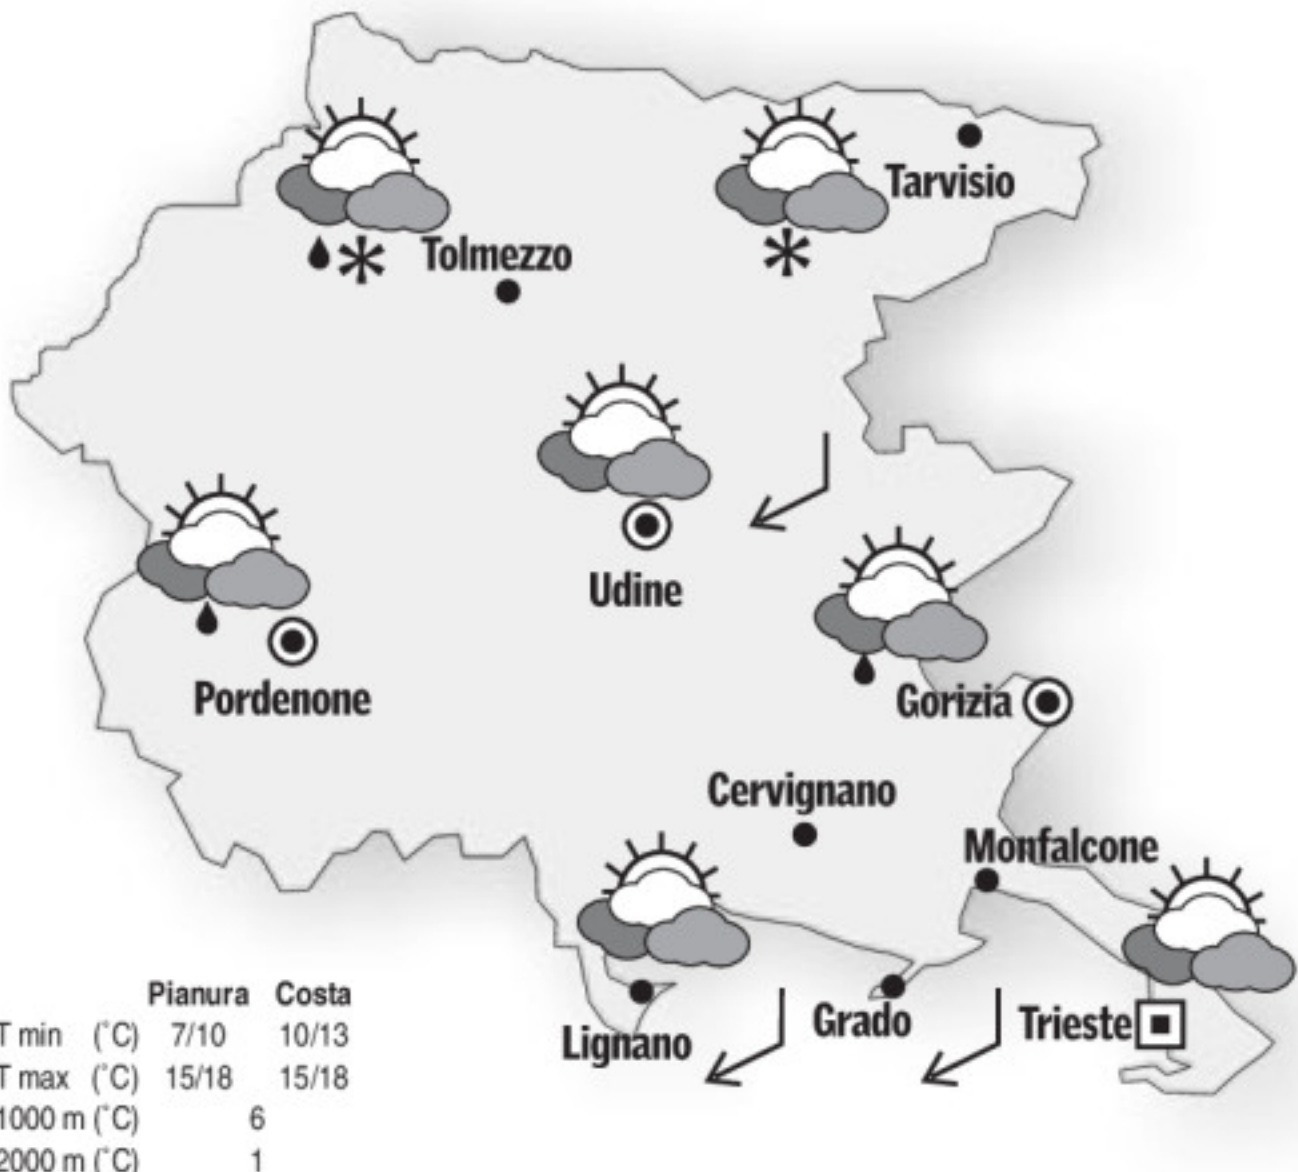 Tarvisio
Tolmezzo
Udine
Pordenone
Gorizia
Cervignano
Monfalcone
Lignano
Grado
Trieste
Pianura Costa
T min (°C) 7/10 10/13
T max (°C) 15/18 15/18
1000 m (°C) 6
2000 m (°C) 1